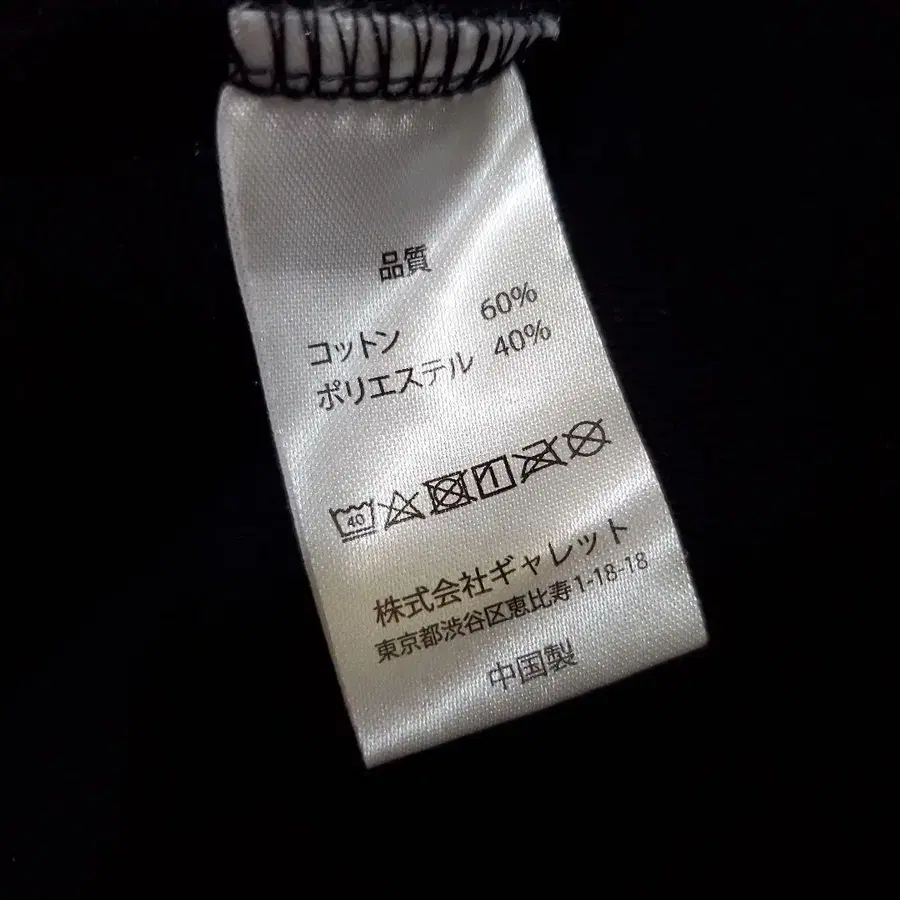 品質
コットン 60%
ポリエステル 40%
40
株式会社ギャレット
東京都渋谷区恵比寿1-18-18
中国製